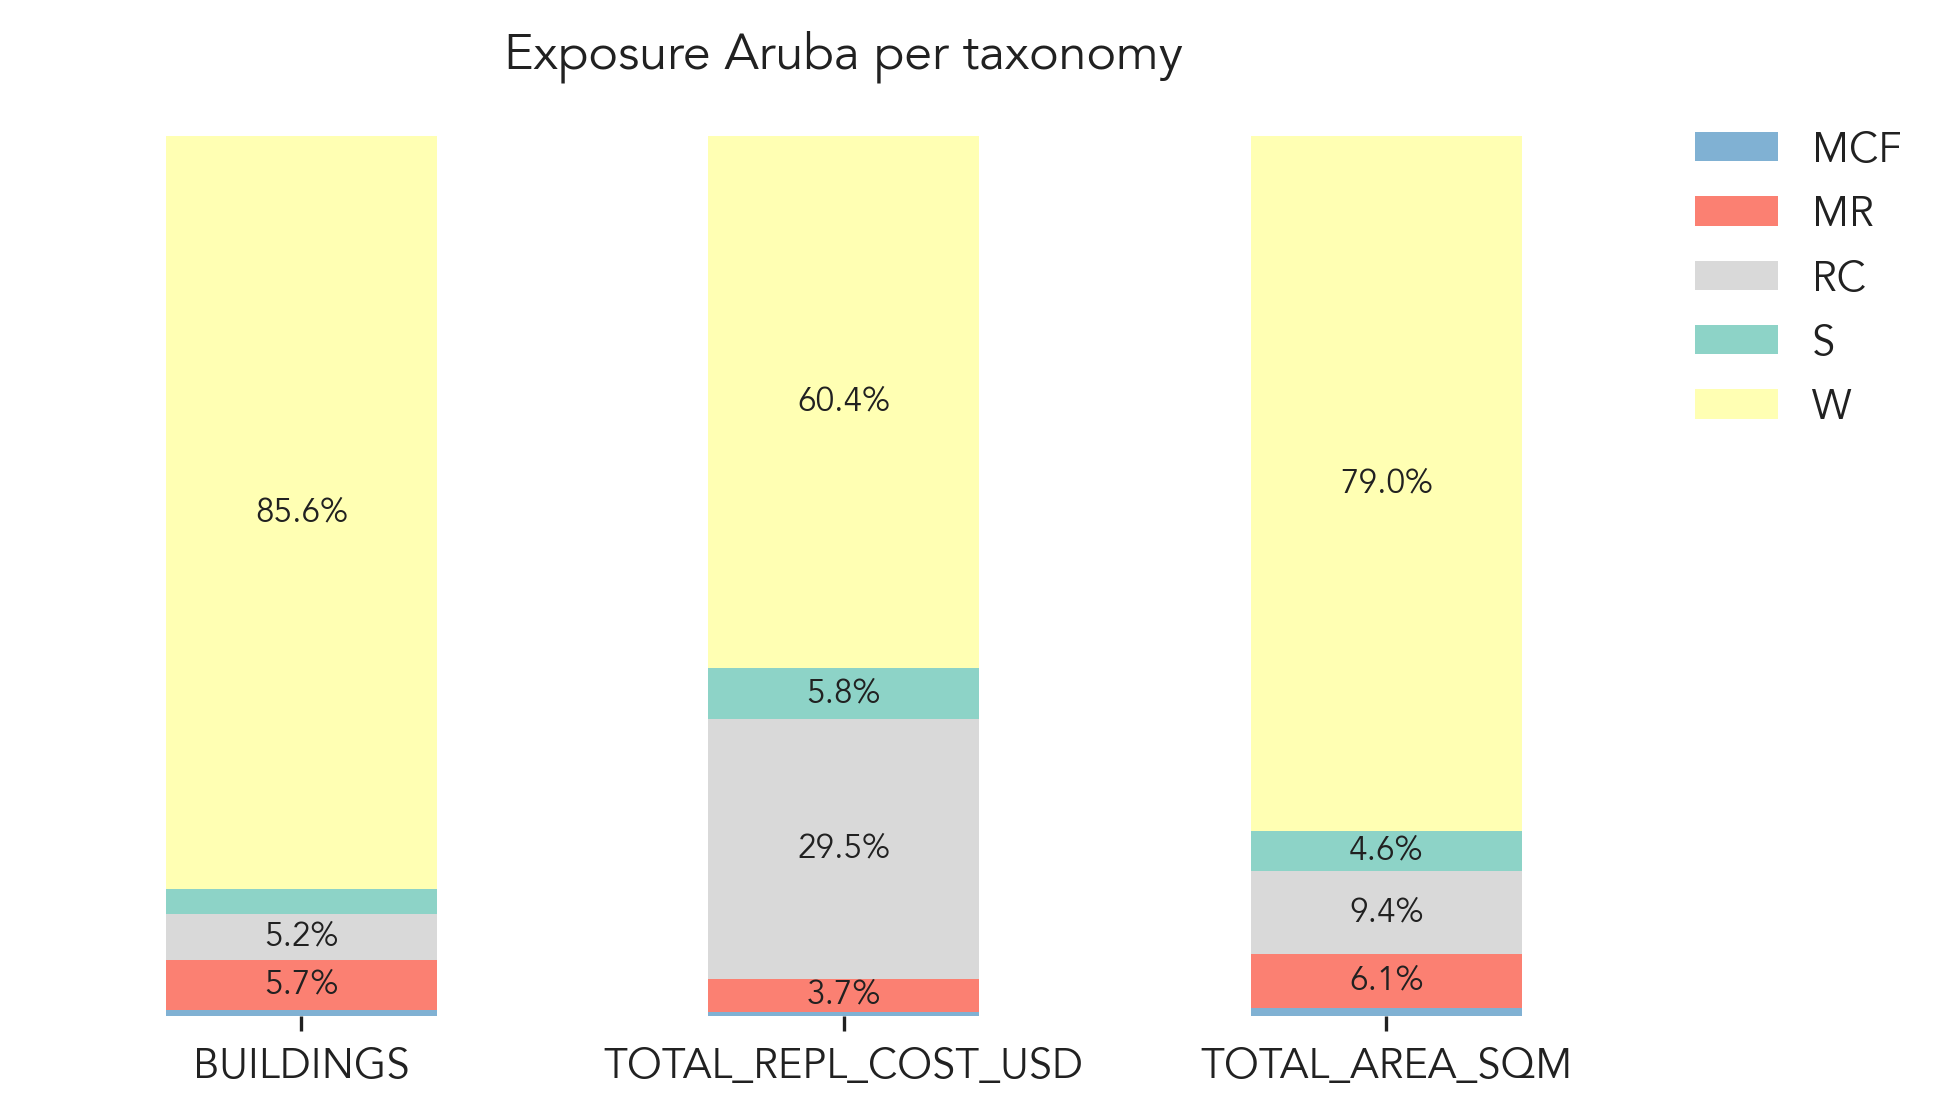 Exposure Aruba per taxonomy
MCF
MR
RC
S
W
85.6%
5.2%
5.7%
60.4%
5.8%
29.5%
3.7%
79.0%
4.6%
9.4%
6.1%
BUILDINGS
TOTAL_REPL_COST_USD
TOTAL_AREA_SQM